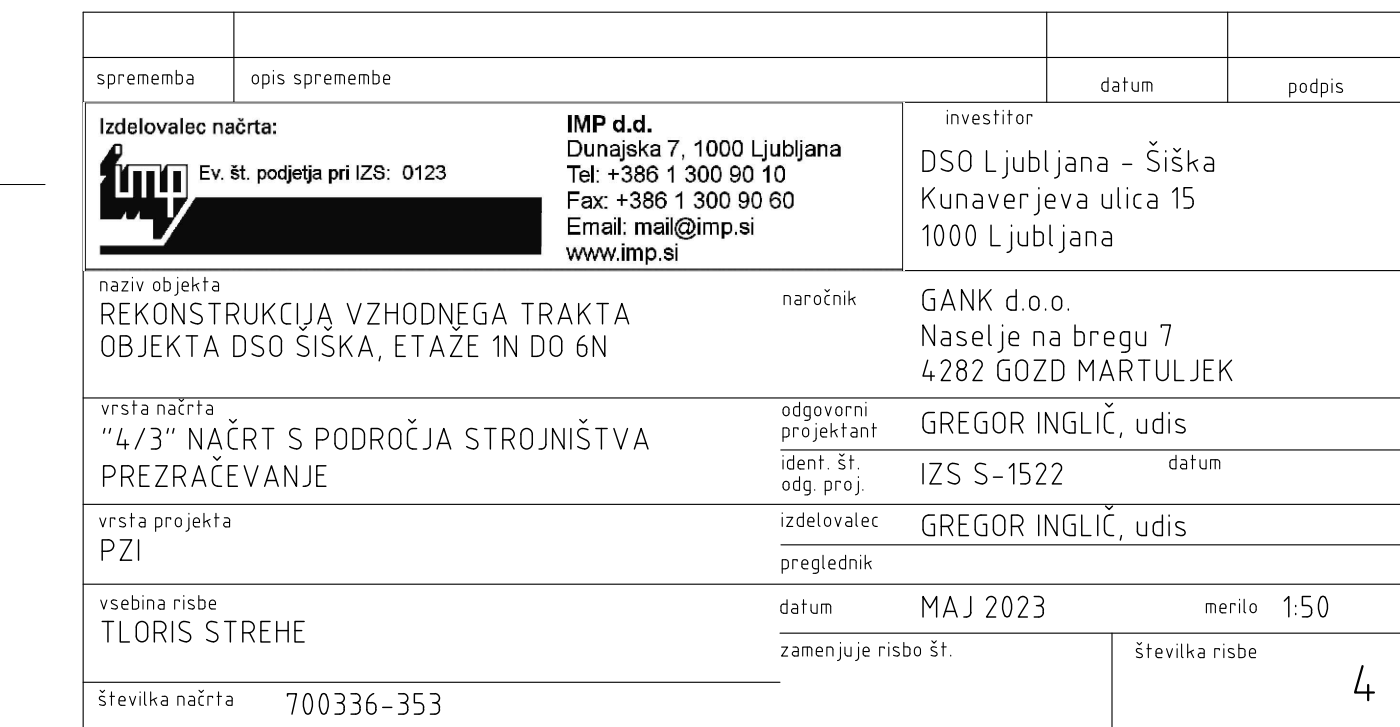 sprememba opis spremembe datum podpis
Izdelovalec načrta:
imp
Ev. št. podjetja pri IZS: 0123
IMP d.d.
Dunajska 7, 1000 Ljubljana
Tel: +386 1 300 90 10
Fax: +386 1 300 90 60
Email: mail@imp.si
www.imp.si
investitor
DSO Ljubljana - Šiška
Kunaverjeva ulica 15
1000 Ljubljana
naziv objekta
REKONSTRUKCIJA VZHODNEGA TRAKTA
OBJEKTA DSO ŠIŠKA, ETAŽE 1N DO 6N
naročnik
GANK d.o.o.
Naselje na bregu 7
4282 GOZD MARTULJEK
vrsta načrta
"4/3" NAČRT S PODROČJA STROJNIŠTVA
PREZRAČEVANJE
odgovorni
projektant
GREGOR INGLIČ, udis
ident. št.
odg. proj.
IZS S-1522
datum
vrsta projekta
PZI
izdelovalec
GREGOR INGLIČ, udis
preglednik
vsebina risbe
TLORIS STREHE
datum MAJ 2023 merilo 1:50
zamenjuje risbo št.
številka risbe
4
številka načrta 700336-353